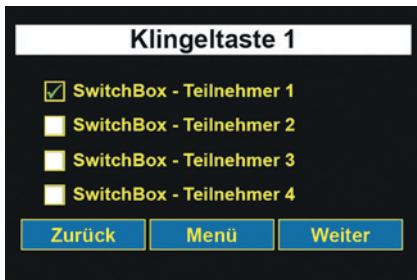 Klingeltaste 1
SwitchBox - Teilnehmer 1
SwitchBox - Teilnehmer 2
SwitchBox - Teilnehmer 3
SwitchBox - Teilnehmer 4
Zurück Menü Weiter